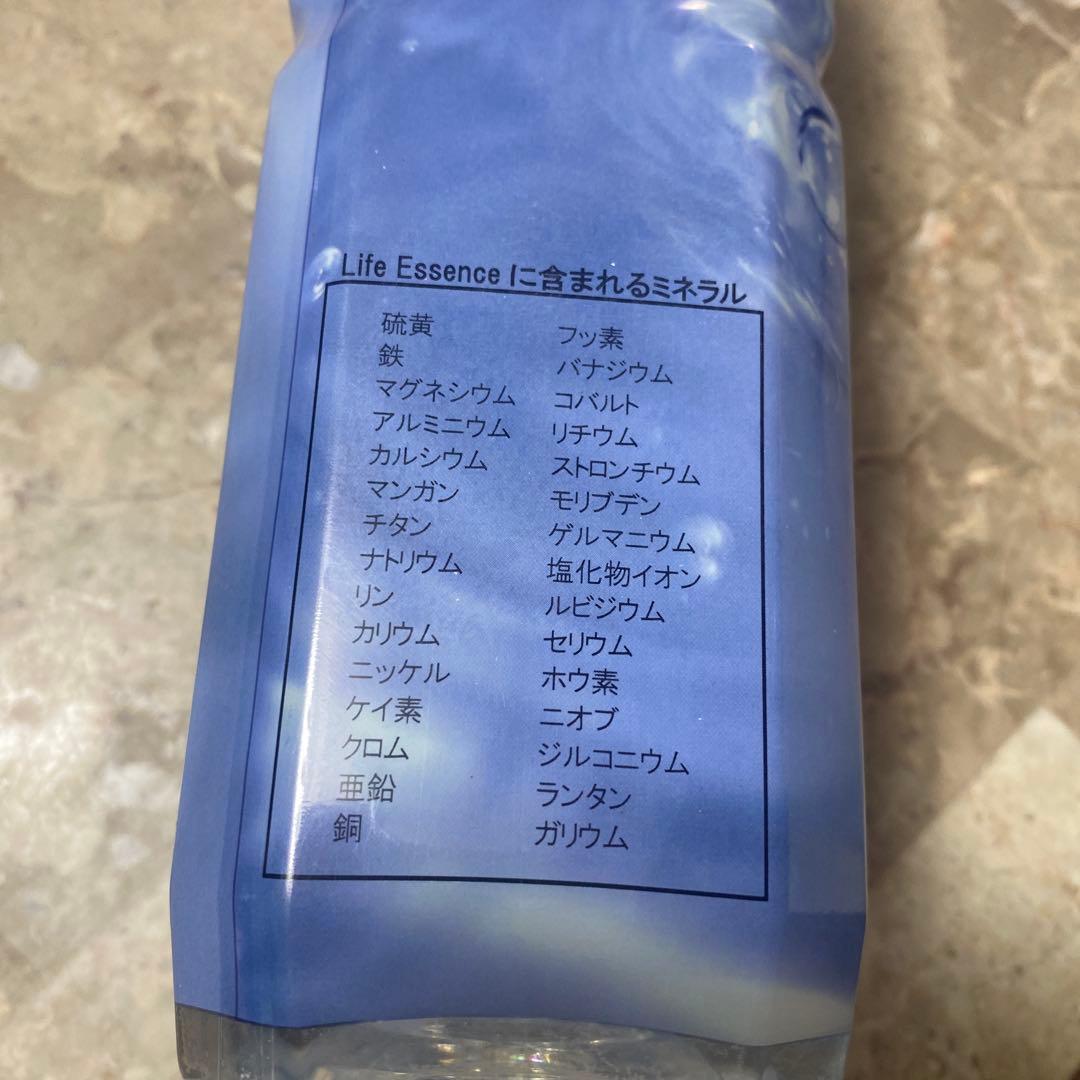 Life Essence に含まれるミネラル
硫黄
鉄
マグネシウム
アルミニウム
カルシウム
マンガン
チタン
ナトリウム
リン
カリウム
ニッケル
ケイ素
クロム
亜鉛
銅
フッ素
バナジウム
コバルト
リチウム
ストロンチウム
モリブデン
ゲルマニウム
塩化物イオン
ルビジウム
セリウム
ホウ素
ニオブ
ジルコニウム
ランタン
ガリウム